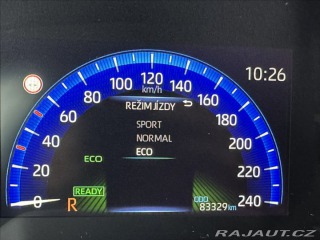 10:26
120
100 km/h 140
80 160
60 180
40 200
20 220
0 240
REŽIM JÍZDY
SPORT
NORMAL
ECO
ECO
READY
R
ODO
83329 km
RAJAUT.CZ